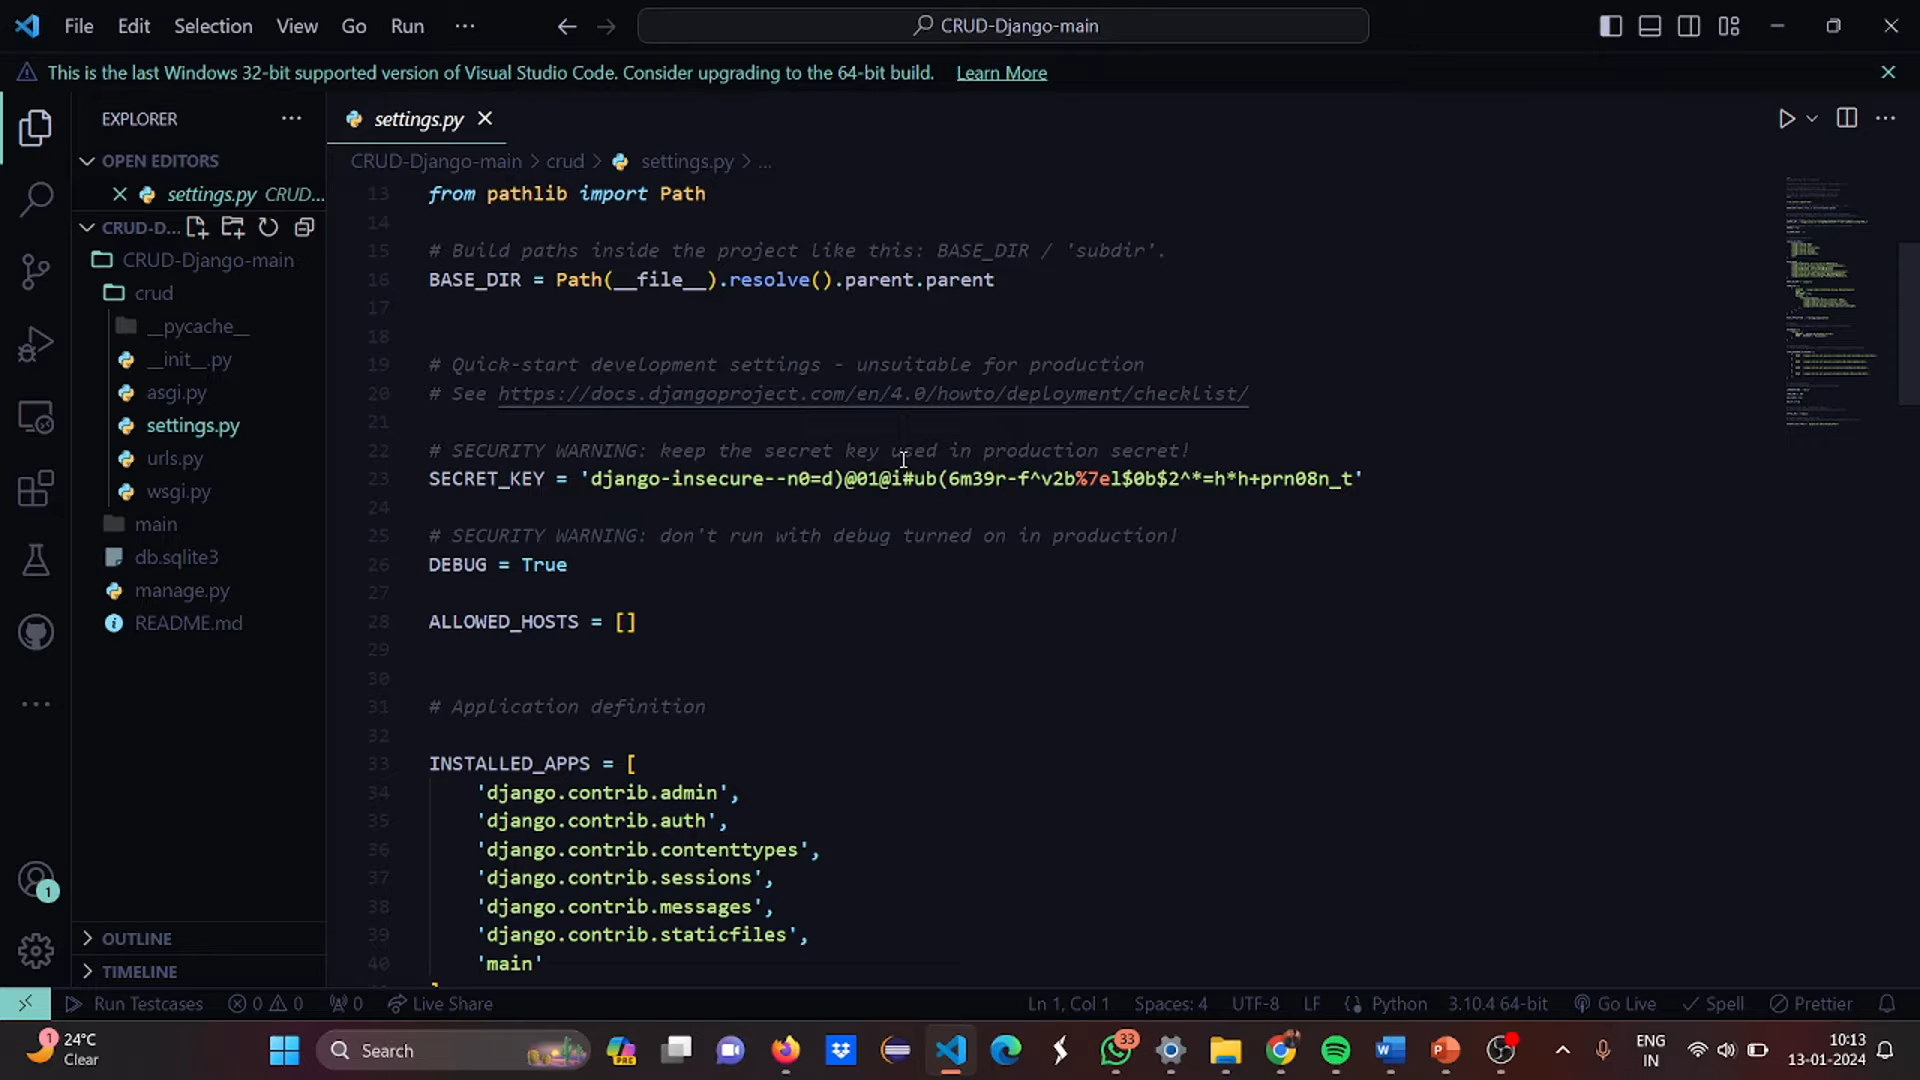 File Edit Selection View Go Run ...
CRUD-Django-main
This is the last Windows 32-bit supported version of Visual Studio Code. Consider upgrading to the 64-bit build. Learn More
EXPLORER ...
OPEN EDITORS
settings.py CRUD...
CRUD-D...
CRUD-Django-main
crud
__pycache__
__init__.py
asgi.py
settings.py
urls.py
wsgi.py
main
db.sqlite3
manage.py
README.md
OUTLINE
TIMELINE
1
settings.py
CRUD-Django-main > crud > settings.py > ...
13 from pathlib import Path
14
15 # Build paths inside the project like this: BASE_DIR / 'subdir'.
16 BASE_DIR = Path(__file__).resolve().parent.parent
17
18
19 # Quick-start development settings - unsuitable for production
20 # See https://docs.djangoproject.com/en/4.0/howto/deployment/checklist/
21
22 # SECURITY WARNING: keep the secret key used in production secret!
23 SECRET_KEY = 'django-insecure--n0=d)@01@i#ub(6m39r-f^v2b%7el$0b$2^*=h*h+prn08n_t'
24
25 # SECURITY WARNING: don't run with debug turned on in production!
26 DEBUG = True
27
28 ALLOWED_HOSTS = []
29
30
31 # Application definition
32
33 INSTALLED_APPS = [
34 'django.contrib.admin',
35 'django.contrib.auth',
36 'django.contrib.contenttypes',
37 'django.contrib.sessions',
38 'django.contrib.messages',
39 'django.contrib.staticfiles',
40 'main'
Run Testcases 0 0 0 Live Share Ln 1, Col 1 Spaces: 4 UTF-8 LF Python 3.10.4 64-bit Go Live Spell Prettier
1 24°C
Clear
Search
PRE
33
ENG
IN
10:13
13-01-2024